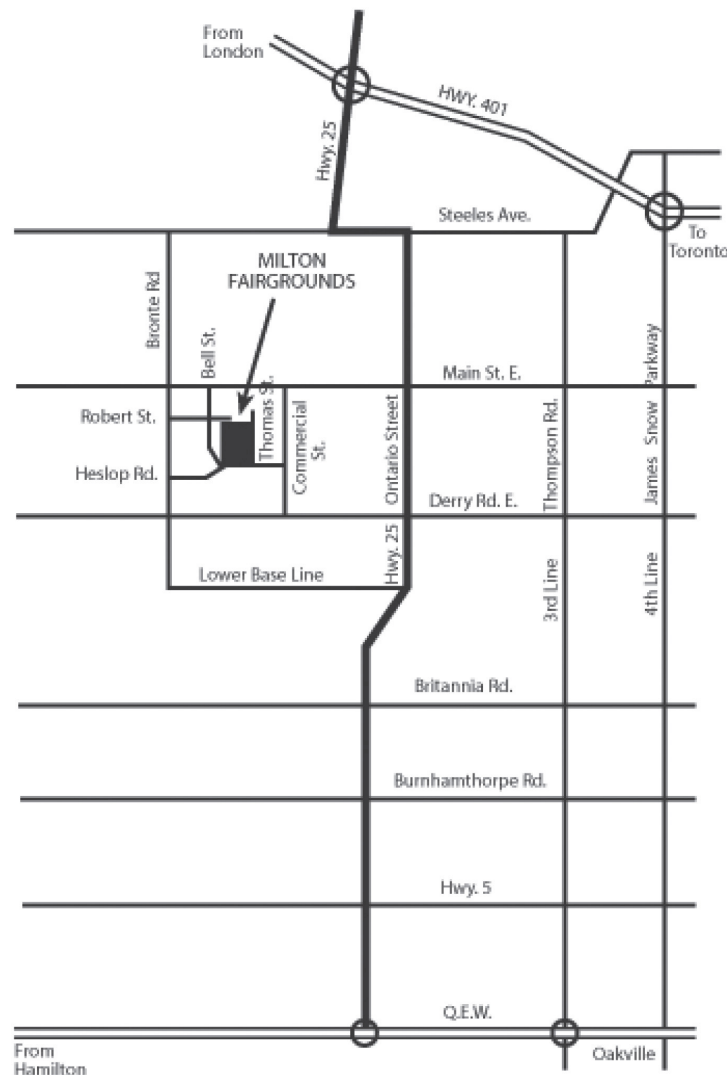 From
London
HWY. 401
Hwy. 25
Steeles Ave.
To
Toronto
MILTON
FAIRGROUNDS
Bronte Rd
Bell St.
Main St. E.
Parkway
Robert St.
Thomas St.
Commercial
St.
Ontario Street
Thompson Rd.
James Snow
Heslop Rd.
Derry Rd. E.
Hwy. 25
Lower Base Line
3rd Line
4th Line
Britannia Rd.
Burnhamthorpe Rd.
Hwy. 5
Q.E.W.
From
Hamilton
Oakville